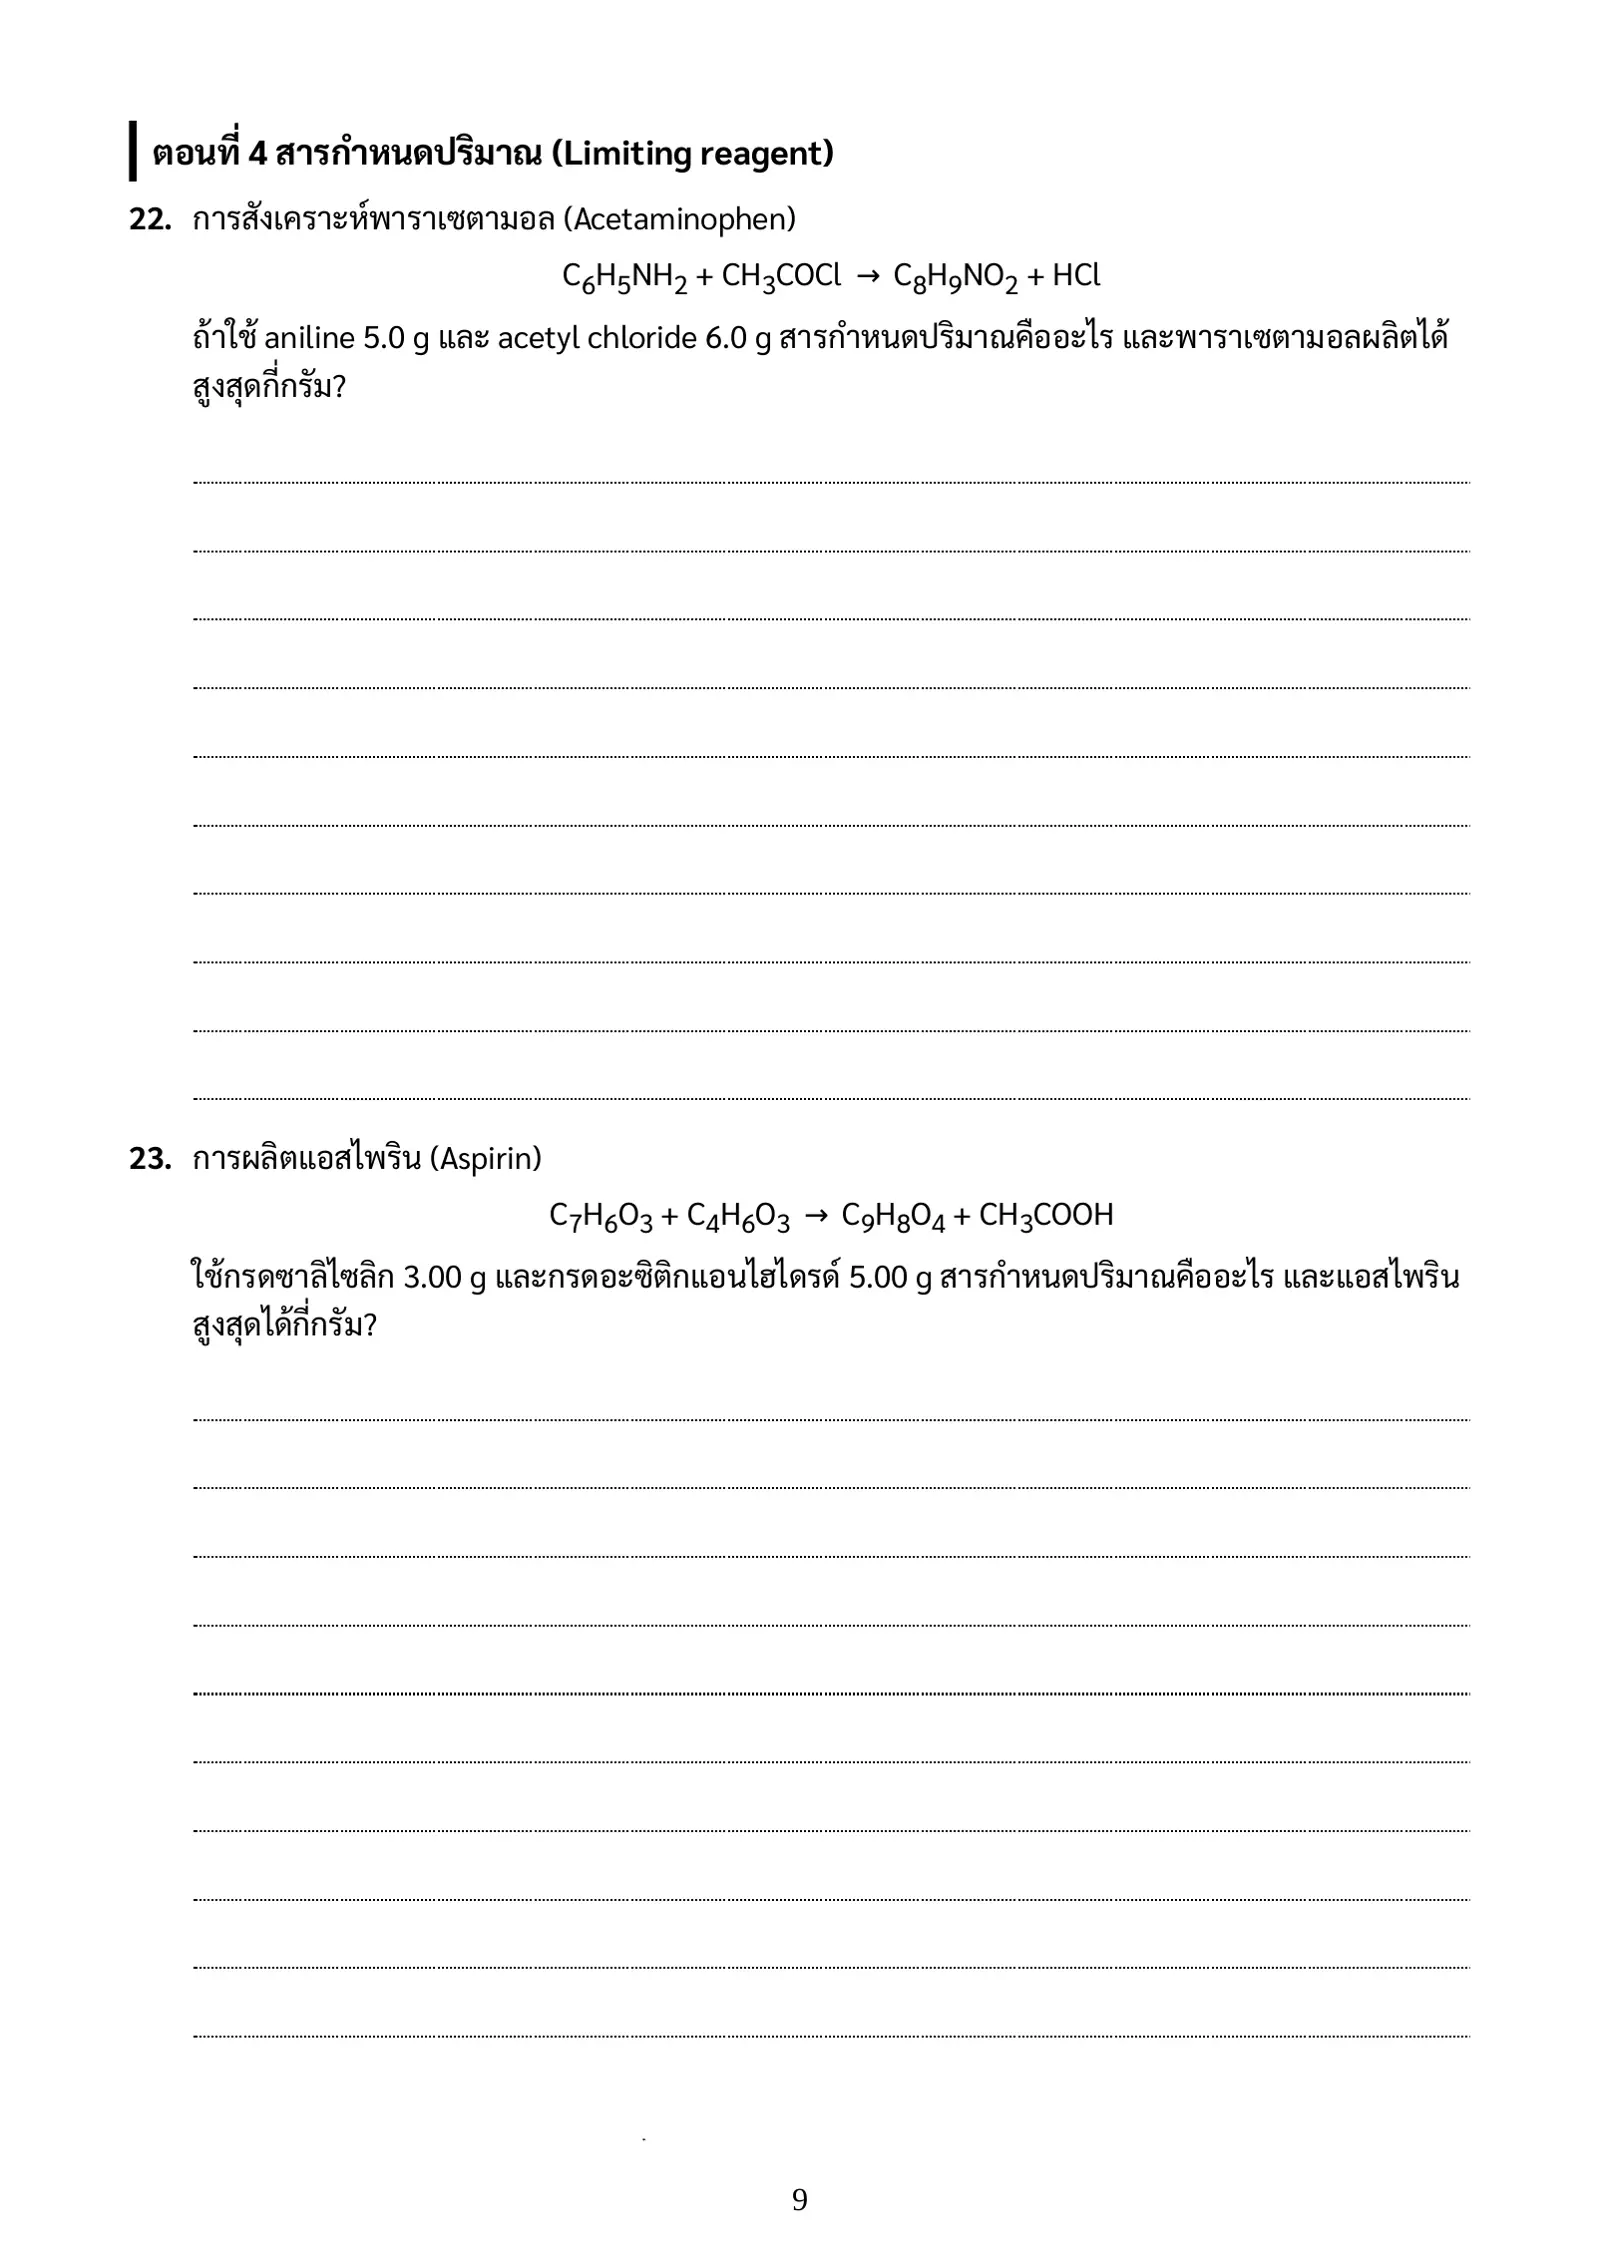 ตอนที่ 4 สารกำหนดปริมาณ (Limiting reagent)
22. การสังเคราะห์พาราเซตามอล (Acetaminophen)
C₆H₅NH₂ + CH₃COCl → C₈H₉NO₂ + HCl
ถ้าใช้ aniline 5.0 g และ acetyl chloride 6.0 g สารกำหนดปริมาณคืออะไร และพาราเซตามอลผลิตได้
สูงสุดกี่กรัม?
23. การผลิตแอสไพริน (Aspirin)
C₇H₆O₃ + C₄H₆O₃ → C₉H₈O₄ + CH₃COOH
ใช้กรดซาลิไซลิก 3.00 g และกรดอะซิติกแอนไฮไดรด์ 5.00 g สารกำหนดปริมาณคืออะไร และแอสไพริน
สูงสุดได้กี่กรัม?
9